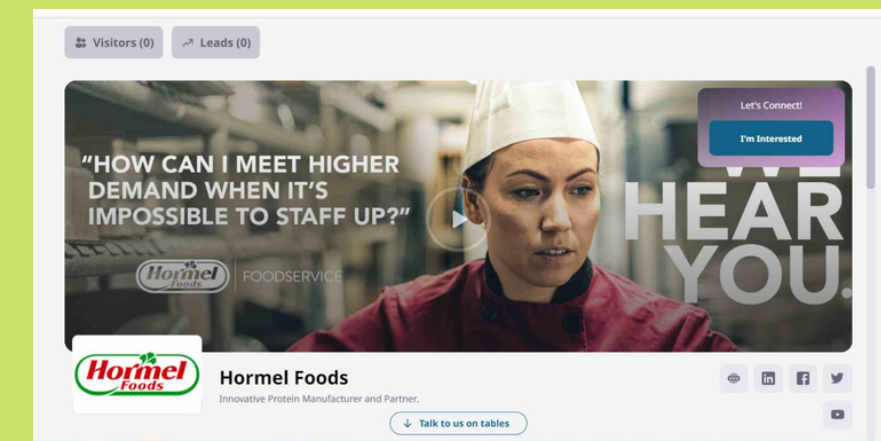 Visitors (0)
Leads (0)
Let's Connect!
I'm Interested
"HOW CAN I MEET HIGHER
DEMAND WHEN IT'S
IMPOSSIBLE TO STAFF UP?"
WE
HEAR
YOU.
Hormel
Foods
FOODSERVICE
Hormel
Foods
Hormel Foods
Innovative Protein Manufacturer and Partner.
Talk to us on tables